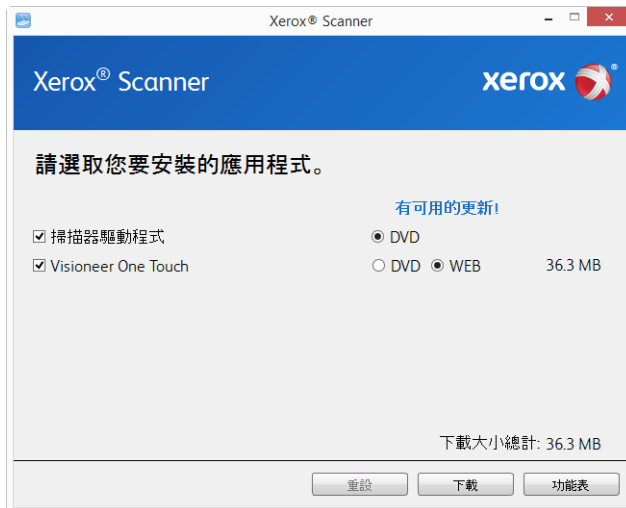 Xerox® Scanner
Xerox® Scanner
xerox®
請選取您要安裝的應用程式。
有可用的更新!
掃描器驅動程式 DVD
Visioneer One Touch DVD WEB 36.3 MB
下載大小總計: 36.3 MB
重設 下載 功能表